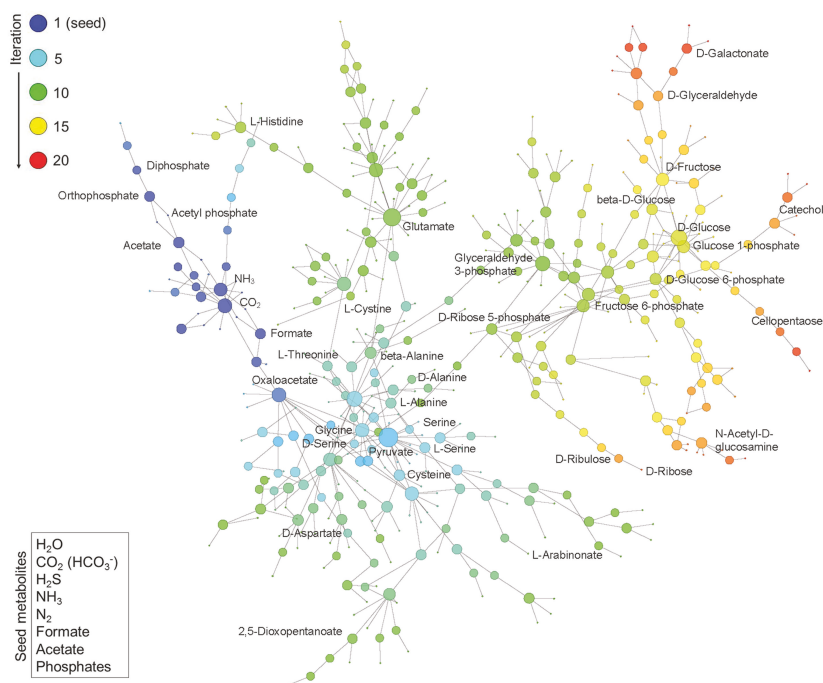 Iteration
1 (seed)
5
10
15
20
D-Galactonate
D-Glyceraldehyde
L-Histidine
Diphosphate
D-Fructose
Orthophosphate
beta-D-Glucose
Acetyl phosphate
Catechol
Glutamate
D-Glucose
Acetate
Glucose 1-phosphate
Glyceraldehyde
3-phosphate
NH₃
D-Glucose 6-phosphate
CO₂
L-Cystine
Fructose 6-phosphate
D-Ribose 5-phosphate
Cellopentaose
Formate
L-Threonine
beta-Alanine
Oxaloacetate
D-Alanine
L-Alanine
Serine
Glycine
D-Serine
Pyruvate
L-Serine
N-Acetyl-D-
glucosamine
D-Ribulose
D-Ribose
Cysteine
D-Aspartate
L-Arabinonate
2,5-Dioxopentanoate
Seed metabolites
H₂O
CO₂ (HCO₃⁻)
H₂S
NH₃
N₂
Formate
Acetate
Phosphates